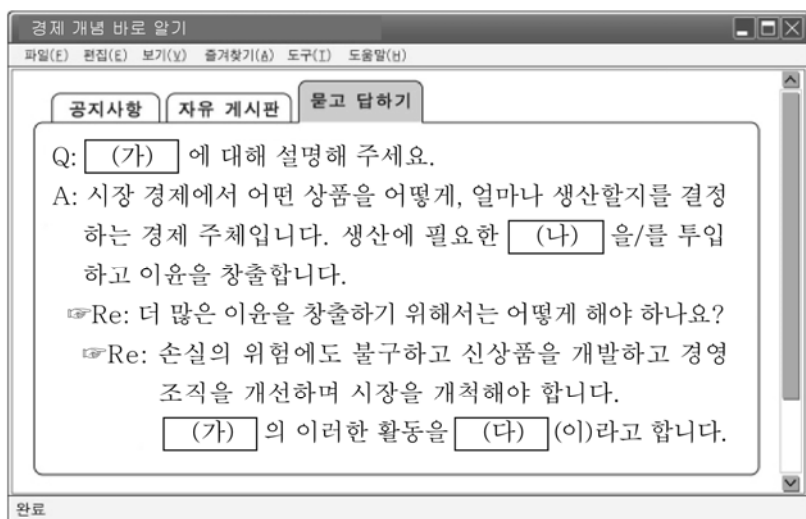 경제 개념 바로 알기
파일(F) 편집(E) 보기(V) 즐겨찾기(A) 도구(T) 도움말(H)
공지사항 자유 게시판 묻고 답하기
Q: (가) 에 대해 설명해 주세요.
A: 시장 경제에서 어떤 상품을 어떻게, 얼마나 생산할지를 결정
하는 경제 주체입니다. 생산에 필요한 (나) 을/를 투입
하고 이윤을 창출합니다.
☞Re: 더 많은 이윤을 창출하기 위해서는 어떻게 해야 하나요?
☞Re: 손실의 위험에도 불구하고 신상품을 개발하고 경영
조직을 개선하며 시장을 개척해야 합니다.
(가) 의 이러한 활동을 (다) (이)라고 합니다.
완료